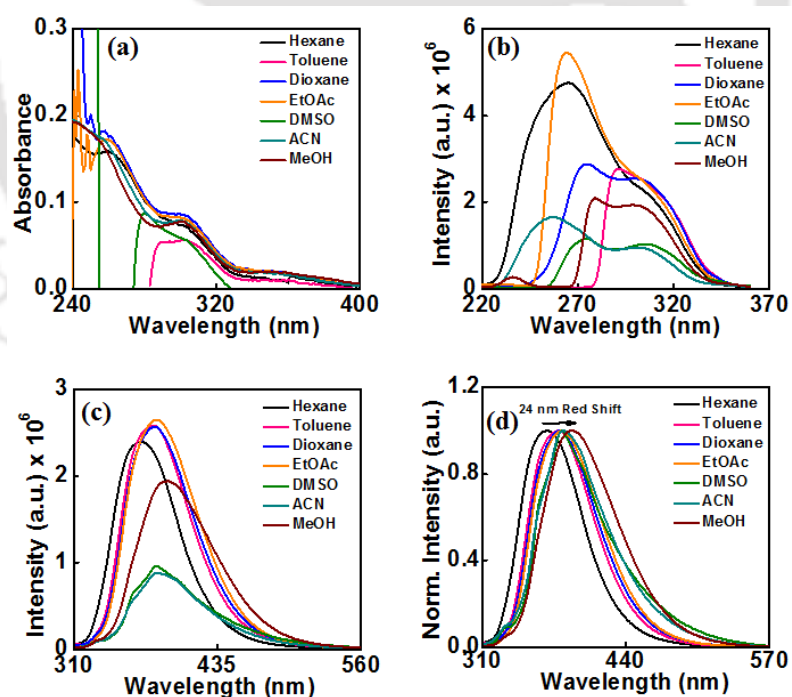 (a)
Absorbance
0.3
0.2
0.1
0.0
240
320
400
Wavelength (nm)
Hexane
Toluene
Dioxane
EtOAc
DMSO
ACN
MeOH
(b)
Intensity (a.u.) x 10⁶
6
4
2
0
220
270
320
370
Wavelength (nm)
Hexane
Toluene
Dioxane
EtOAc
DMSO
ACN
MeOH
(c)
Intensity (a.u.) x 10⁶
3
2
1
0
310
435
560
Wavelength (nm)
Hexane
Toluene
Dioxane
EtOAc
DMSO
ACN
MeOH
(d)
24 nm Red Shift
Norm. Intensity (a.u.)
1.2
0.8
0.4
0.0
310
440
570
Wavelength (nm)
Hexane
Toluene
Dioxane
EtOAc
DMSO
ACN
MeOH